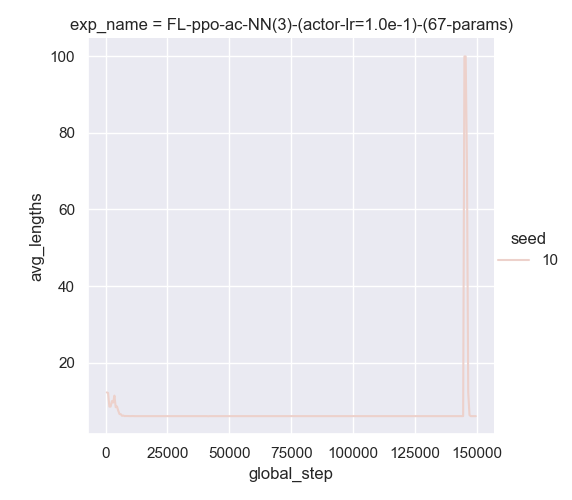 exp_name = FL-ppo-ac-NN(3)-(actor-lr=1.0e-1)-(67-params)
100
80
60
40
20
avg_lengths
seed
10
0 25000 50000 75000 100000 125000 150000
global_step